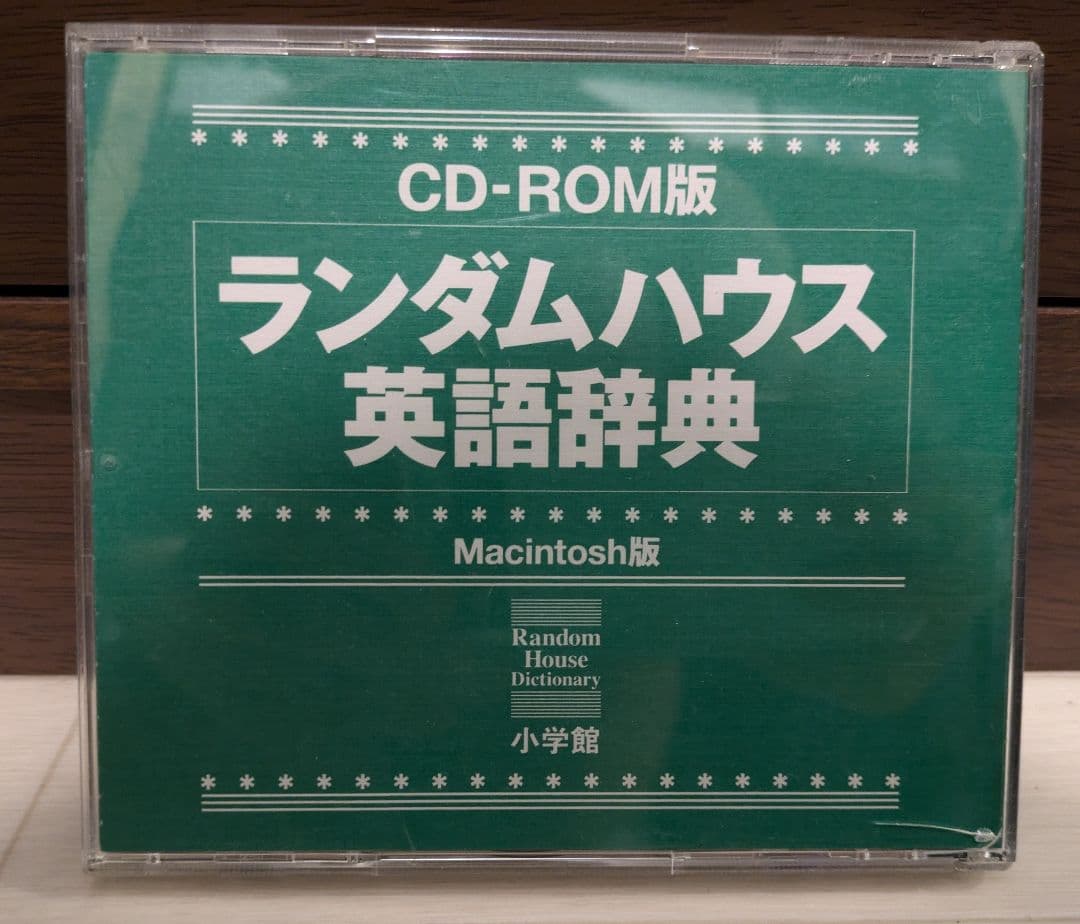 CD-ROM版
ランダムハウス
英語辞典
Macintosh版
Random
House
Dictionary
小学館